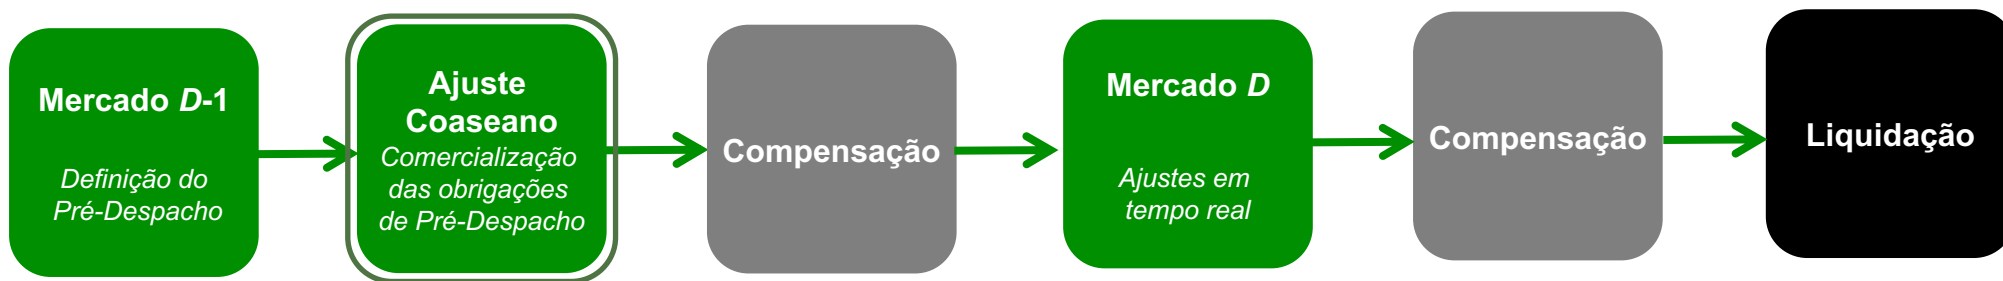 Mercado D-1
Definição do
Pré-Despacho
Ajuste
Coaseano
Comercialização
das obrigações
de Pré-Despacho
Compensação
Mercado D
Ajustes em
tempo real
Compensação
Liquidação